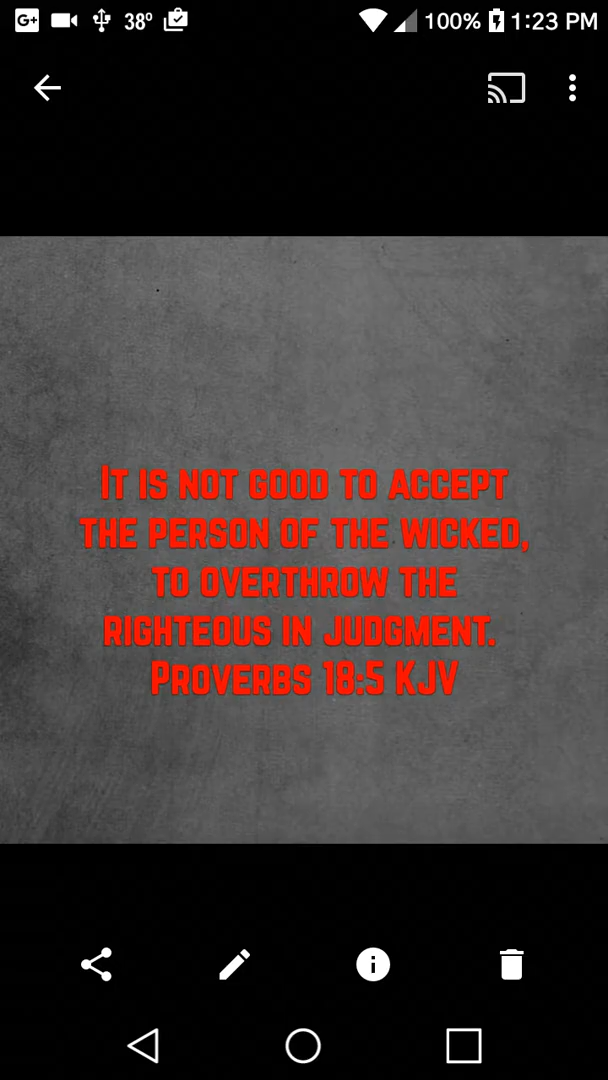 G+ 38° 100% 1:23 PM
It is not good to accept
the person of the wicked,
to overthrow the
righteous in judgment.
Proverbs 18:5 KJV